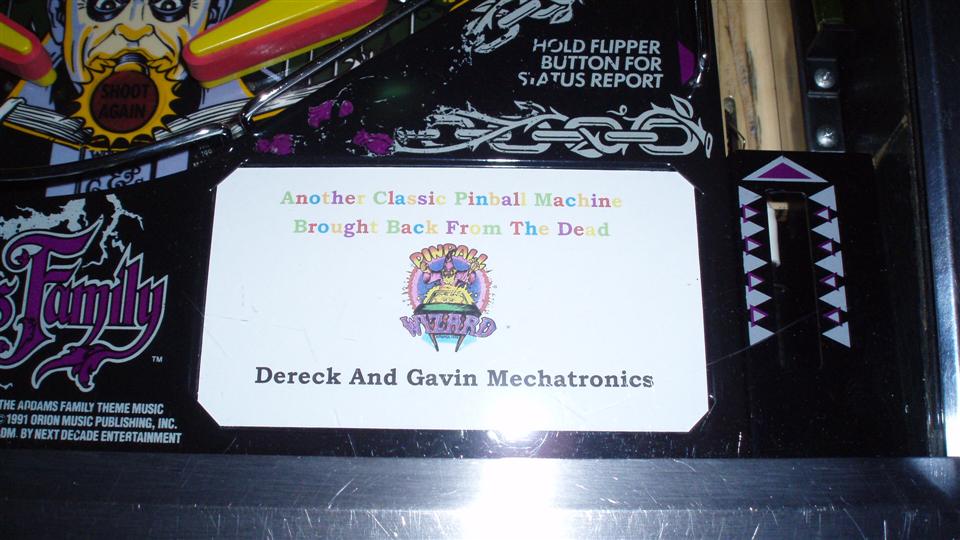 SHOOT
AGAIN
HOLD FLIPPER
BUTTON FOR
STATUS REPORT
Another Classic Pinball Machine
Brought Back From The Dead
PINBALL
WIZARD
Dereck And Gavin Mechatronics
Family
TM
THE ADDAMS FAMILY THEME MUSIC
© 1991 ORION MUSIC PUBLISHING, INC.
ADM. BY NEXT DECADE ENTERTAINMENT